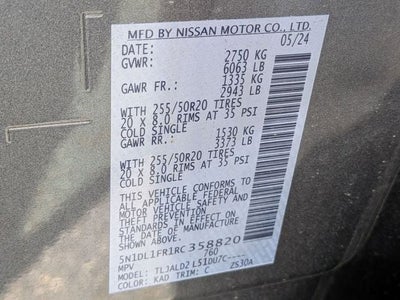 MFD BY NISSAN MOTOR CO., LTD.
DATE: 05/24
GVWR: 2750 KG
6063 LB
GAWR FR.: 1335 KG
2943 LB
WITH 255/50R20 TIRES
20 X 8.0 RIMS AT 35 PSI
COLD SINGLE
GAWR RR.: 1530 KG
3373 LB
WITH 255/50R20 TIRES
20 X 8.0 RIMS AT 35 PSI
COLD SINGLE
THIS VEHICLE CONFORMS TO
ALL APPLICABLE FEDERAL
MOTOR VEHICLE SAFETY AND
THEFT PREVENTION
STANDARDS IN EFFECT ON
THE DATE OF MANUFACTURE
SHOWN ABOVE.
5N1DL1FR1RC358820
MPV 760
TLJALD2 L51DU7C----
COLOR: KAD TRIM: C ZS30A